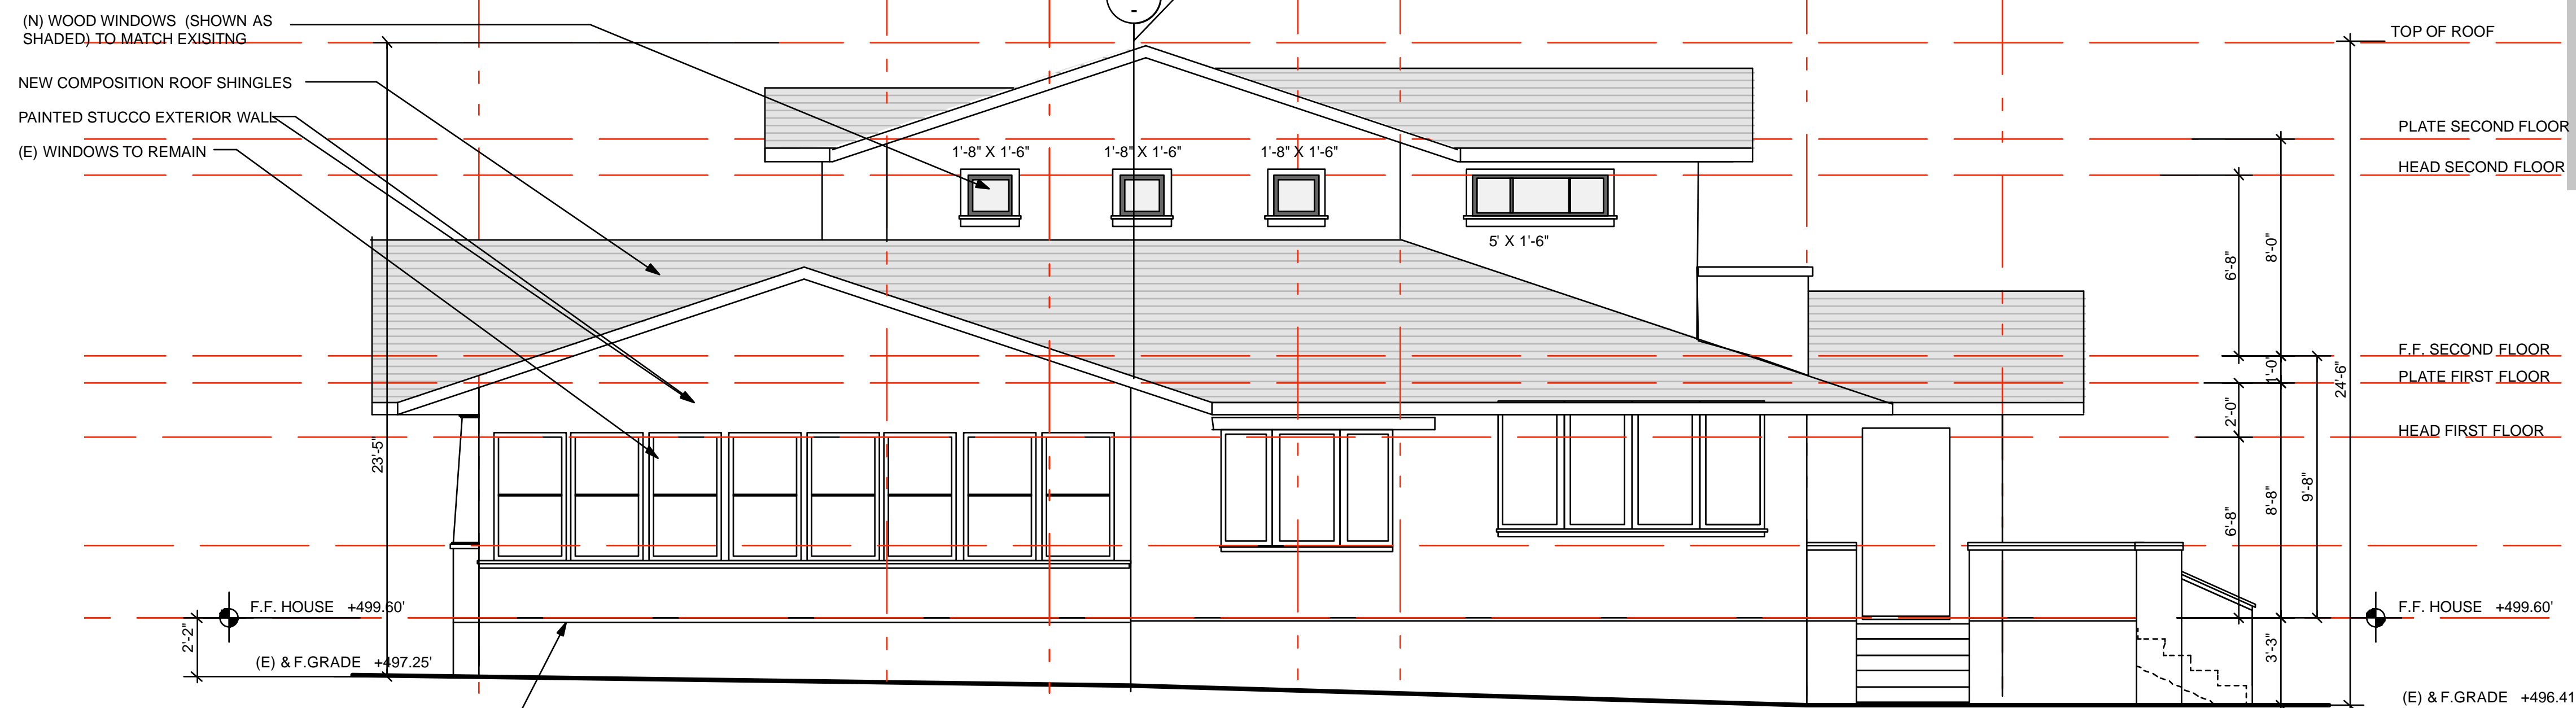 (N) WOOD WINDOWS (SHOWN AS
SHADED) TO MATCH EXISITNG
NEW COMPOSITION ROOF SHINGLES
PAINTED STUCCO EXTERIOR WALL
(E) WINDOWS TO REMAIN
-
1'-8" X 1'-6"
1'-8" X 1'-6"
1'-8" X 1'-6"
5' X 1'-6"
23'-5"
F.F. HOUSE +499.60'
2'-2"
(E) & F.GRADE +497.25'
TOP OF ROOF
PLATE SECOND FLOOR
HEAD SECOND FLOOR
6'-8"
8'-0"
F.F. SECOND FLOOR
1'-0"
PLATE FIRST FLOOR
24'-6"
2'-0"
HEAD FIRST FLOOR
6'-8"
8'-8"
9'-8"
F.F. HOUSE +499.60'
3'-3"
(E) & F.GRADE +496.41